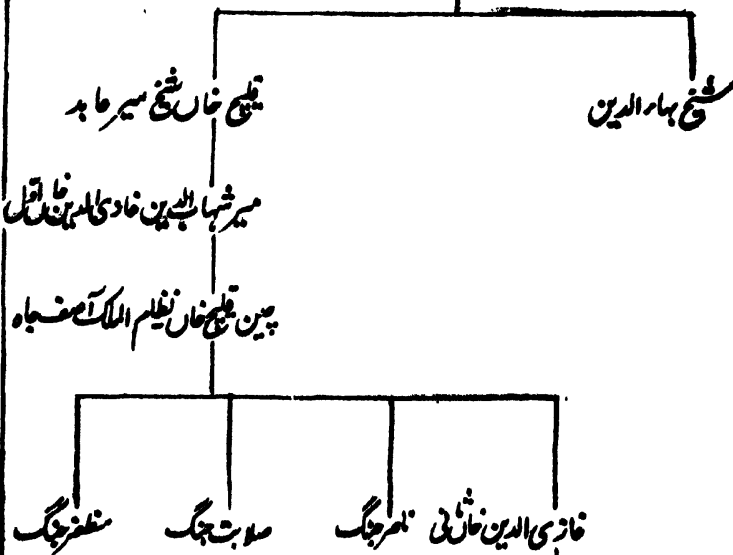 شیخ بہاء الدین
قلیچ خاں شیخ میر عابد
میر شہاب الدین غازی الدین خاں اول
چین قلیچ خاں نظام الملک آصف جاہ
غازی الدین خاں ثانی
ناصر جنگ
صلابت جنگ
مظفر جنگ